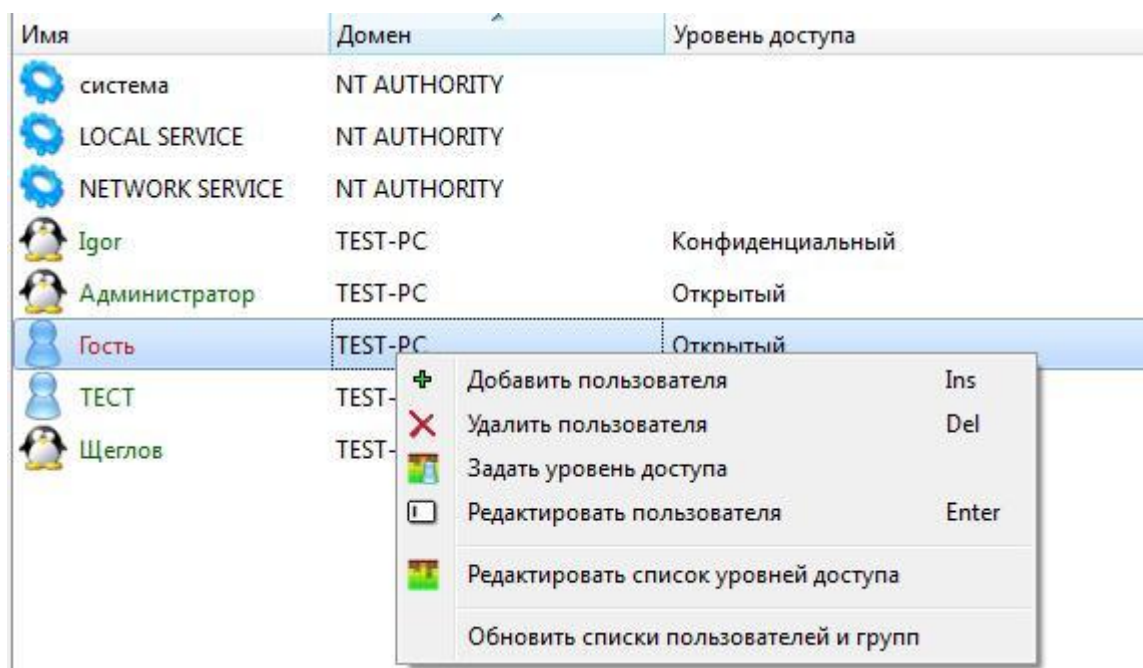 Имя Домен Уровень доступа
система NT AUTHORITY
LOCAL SERVICE NT AUTHORITY
NETWORK SERVICE NT AUTHORITY
Igor TEST-PC Конфиденциальный
Администратор TEST-PC Открытый
Гость TEST-PC Открытый
Добавить пользователя Ins
ТЕСТ TEST-
Удалить пользователя Del
Щеглов TEST-
Задать уровень доступа
Редактировать пользователя Enter
Редактировать список уровней доступа
Обновить списки пользователей и групп